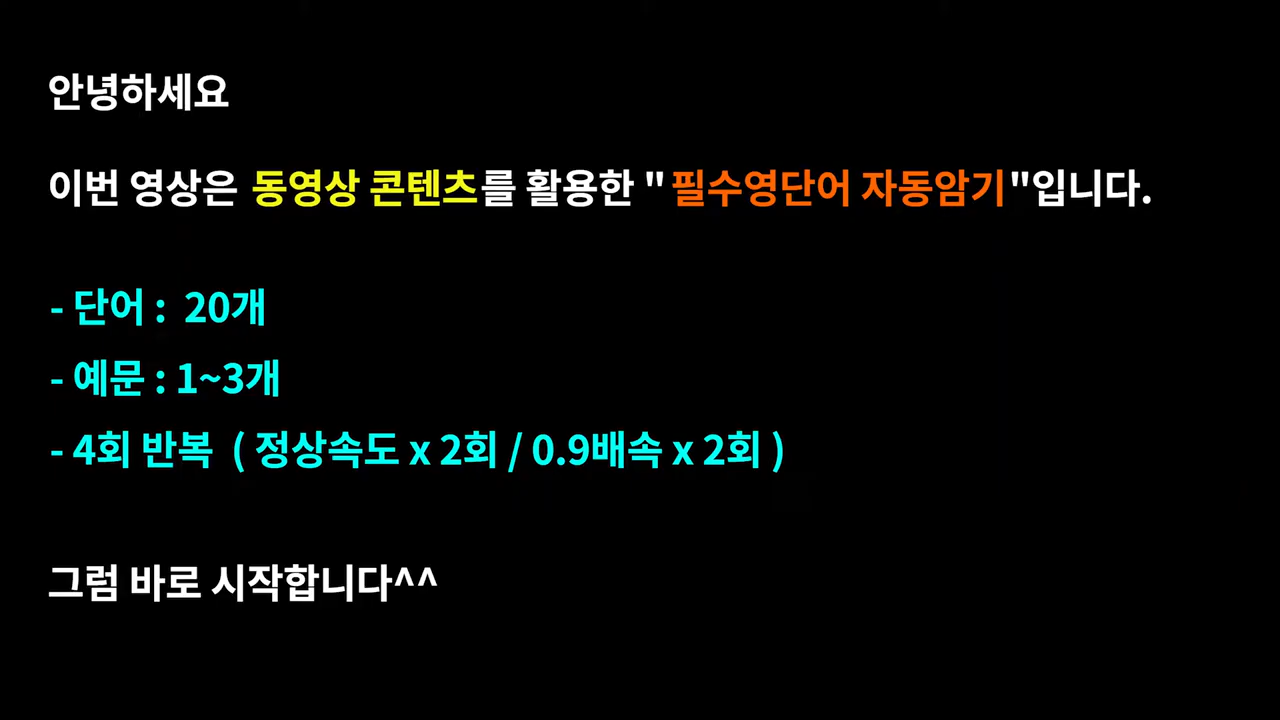 안녕하세요
이번 영상은 동영상 콘텐츠를 활용한 "필수영단어 자동암기"입니다.
- 단어 : 20개
- 예문 : 1~3개
- 4회 반복 ( 정상속도 x 2회 / 0.9배속 x 2회 )
그럼 바로 시작합니다^^